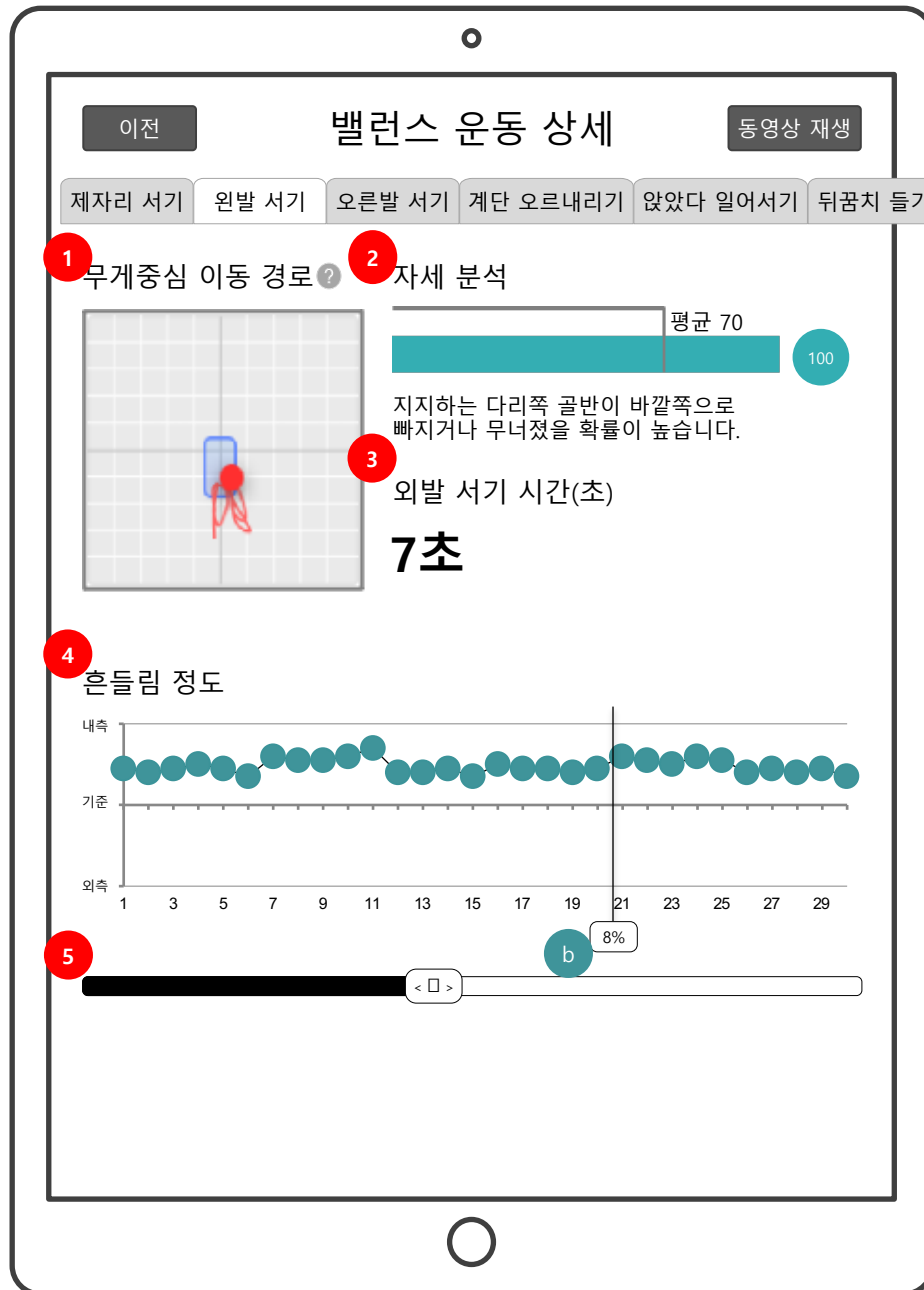 이전
밸런스 운동 상세
동영상 재생
제자리 서기
왼발 서기
오른발 서기
계단 오르내리기
앉았다 일어서기
뒤꿈치 들기
1
무게중심 이동 경로 ?
2
자세 분석
평균 70
100
지지하는 다리쪽 골반이 바깥쪽으로
빠지거나 무너졌을 확률이 높습니다.
3
외발 서기 시간(초)
7초
4
흔들림 정도
내측
기준
외측
1 3 5 7 9 11 13 15 17 19 21 23 25 27 29
8%
b
5
< >